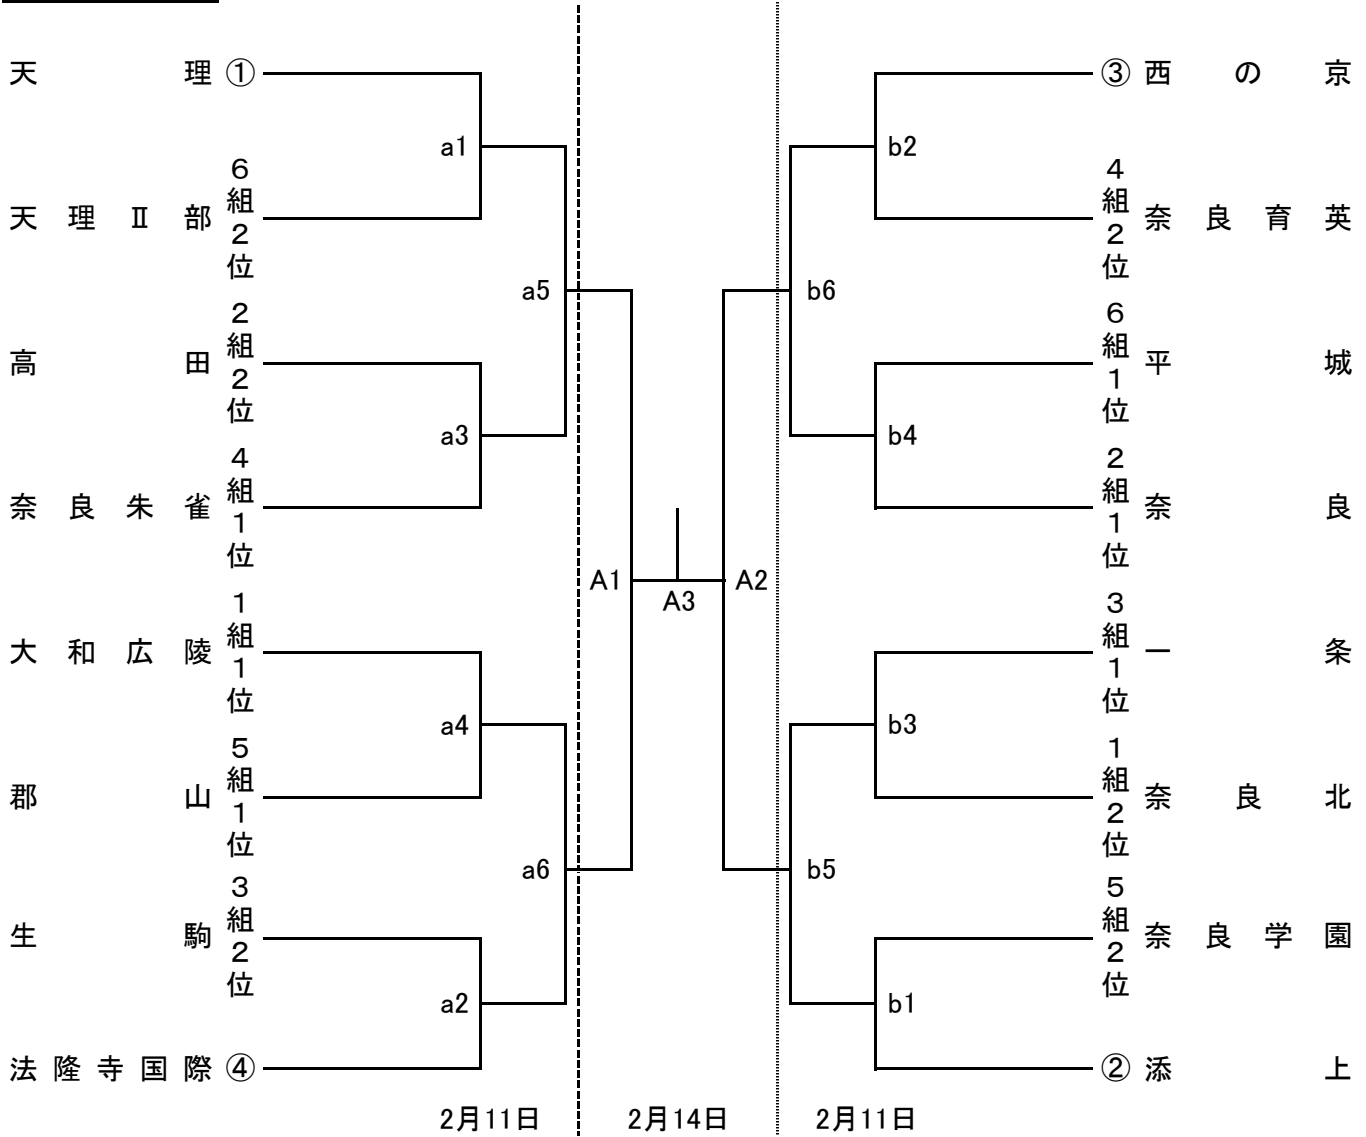 天理 ①
6組2位
天理Ⅱ部
2組2位
高田
4組1位
奈良朱雀
1組1位
大和広陵
5組1位
郡山
3組2位
生駒
法隆寺国際 ④
a1
a5
a3
a4
a6
a2
A1
A3
A2
b2
b6
b4
b3
b5
b1
③ 西の京
4組2位
奈良育英
6組1位
平城
2組1位
奈良
3組1位
一条
1組2位
奈良北
5組2位
奈良学園
② 添上
2月11日
2月14日
2月11日